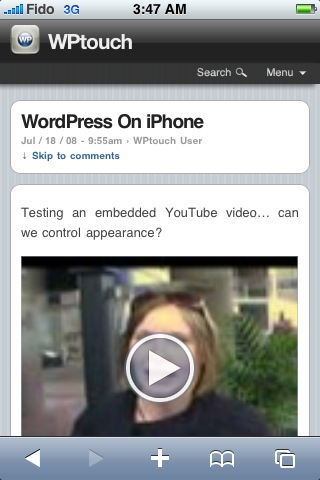 Fido 3G 3:47 AM
WP WPtouch
Search Menu
WordPress On iPhone
Jul / 18 / 08 - 9:55am › WPtouch User
↓ Skip to comments
Testing an embedded YouTube video... can
we control appearance?